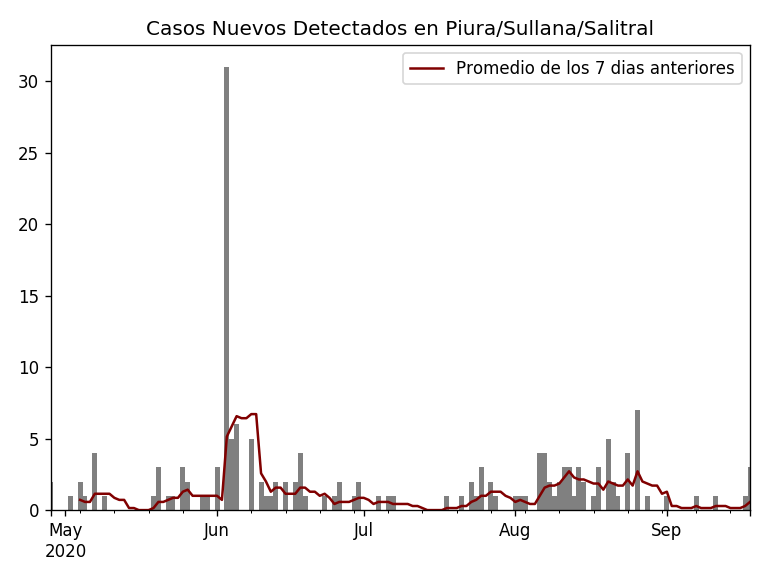 Casos Nuevos Detectados en Piura/Sullana/Salitral
Promedio de los 7 dias anteriores
30
25
20
15
10
5
0
May Jun Jul Aug Sep
2020